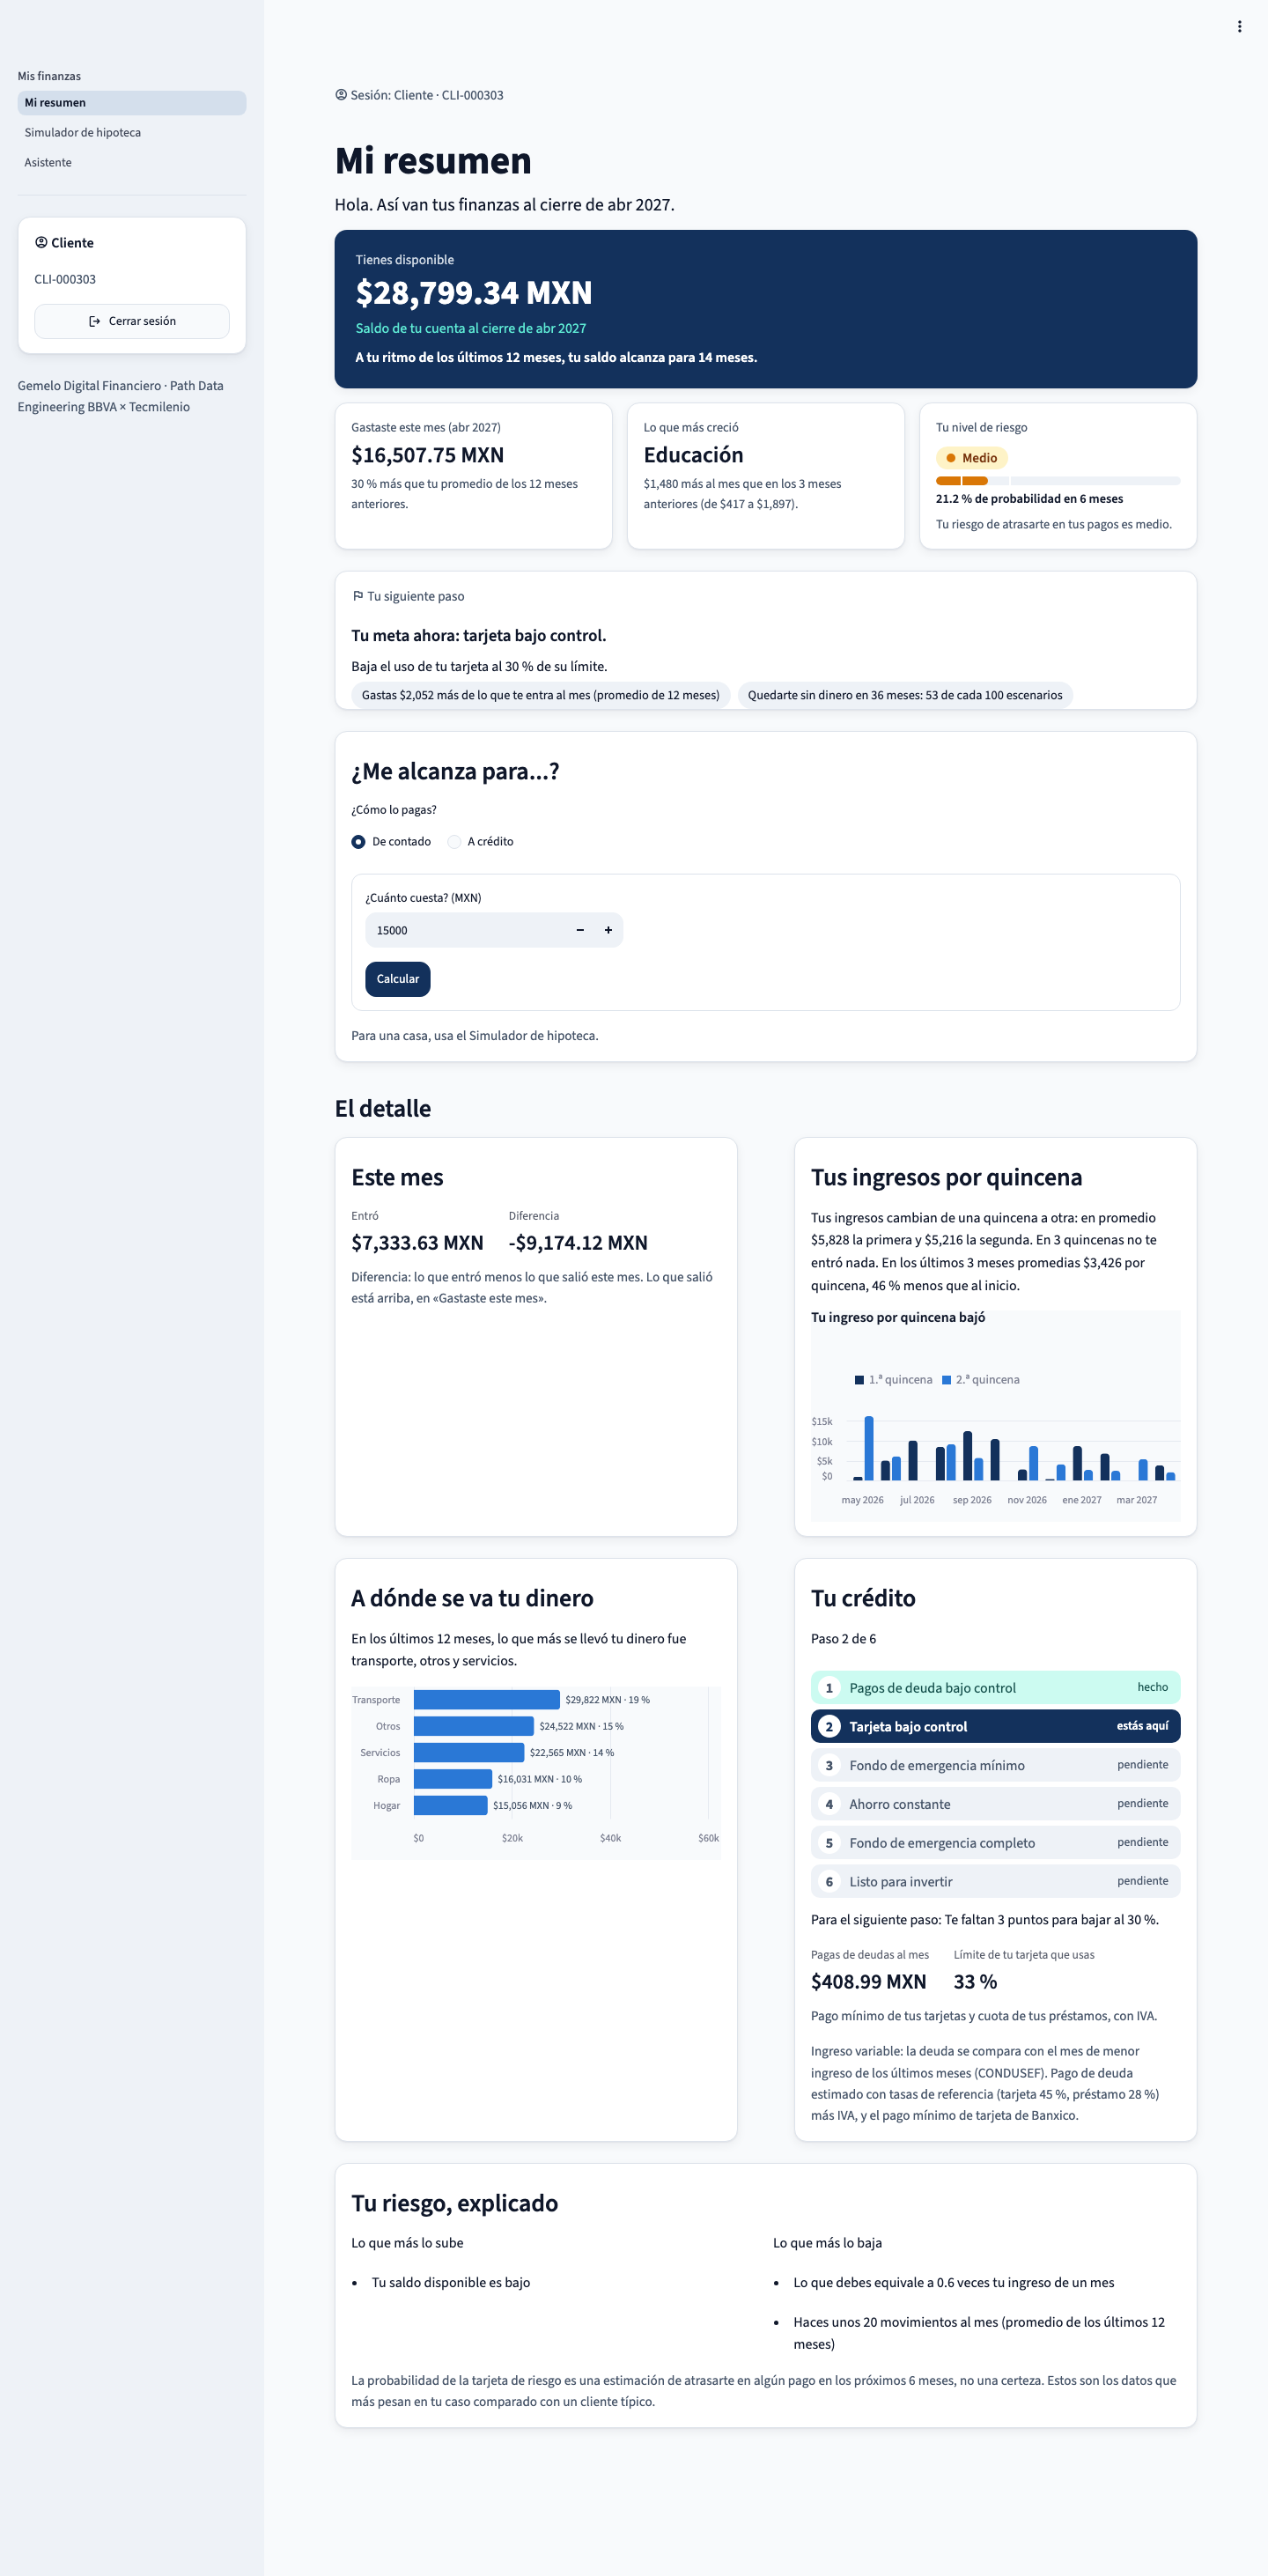 Mis finanzas
Mi resumen
Simulador de hipoteca
Asistente
Cliente
CLI-000303
Cerrar sesión
Gemelo Digital Financiero · Path Data
Engineering BBVA × Tecmilenio
Sesión: Cliente · CLI-000303
Mi resumen
Hola. Así van tus finanzas al cierre de abr 2027.
Tienes disponible
$28,799.34 MXN
Saldo de tu cuenta al cierre de abr 2027
A tu ritmo de los últimos 12 meses, tu saldo alcanza para 14 meses.
Gastaste este mes (abr 2027)
$16,507.75 MXN
30 % más que tu promedio de los 12 meses
anteriores.
Lo que más creció
Educación
$1,480 más al mes que en los 3 meses
anteriores (de $417 a $1,897).
Tu nivel de riesgo
Medio
21.2 % de probabilidad en 6 meses
Tu riesgo de atrasarte en tus pagos es medio.
Tu siguiente paso
Tu meta ahora: tarjeta bajo control.
Baja el uso de tu tarjeta al 30 % de su límite.
Gastas $2,052 más de lo que te entra al mes (promedio de 12 meses)
Quedarte sin dinero en 36 meses: 53 de cada 100 escenarios
¿Me alcanza para...?
¿Cómo lo pagas?
De contado
A crédito
¿Cuánto cuesta? (MXN)
15000
− +
Calcular
Para una casa, usa el Simulador de hipoteca.
El detalle
Este mes
Entró
$7,333.63 MXN
Diferencia
-$9,174.12 MXN
Diferencia: lo que entró menos lo que salió este mes. Lo que salió
está arriba, en «Gastaste este mes».
Tus ingresos por quincena
Tus ingresos cambian de una quincena a otra: en promedio
$5,828 la primera y $5,216 la segunda. En 3 quincenas no te
entró nada. En los últimos 3 meses promedias $3,426 por
quincena, 46 % menos que al inicio.
Tu ingreso por quincena bajó
1.ª quincena
2.ª quincena
$15k
$10k
$5k
$0
may 2026
jul 2026
sep 2026
nov 2026
ene 2027
mar 2027
A dónde se va tu dinero
En los últimos 12 meses, lo que más se llevó tu dinero fue
transporte, otros y servicios.
Transporte $29,822 MXN · 19 %
Otros $24,522 MXN · 15 %
Servicios $22,565 MXN · 14 %
Ropa $16,031 MXN · 10 %
Hogar $15,056 MXN · 9 %
$0 $20k $40k $60k
Tu crédito
Paso 2 de 6
1 Pagos de deuda bajo control hecho
2 Tarjeta bajo control estás aquí
3 Fondo de emergencia mínimo pendiente
4 Ahorro constante pendiente
5 Fondo de emergencia completo pendiente
6 Listo para invertir pendiente
Para el siguiente paso: Te faltan 3 puntos para bajar al 30 %.
Pagas de deudas al mes
$408.99 MXN
Límite de tu tarjeta que usas
33 %
Pago mínimo de tus tarjetas y cuota de tus préstamos, con IVA.
Ingreso variable: la deuda se compara con el mes de menor
ingreso de los últimos meses (CONDUSEF). Pago de deuda
estimado con tasas de referencia (tarjeta 45 %, préstamo 28 %)
más IVA, y el pago mínimo de tarjeta de Banxico.
Tu riesgo, explicado
Lo que más lo sube
• Tu saldo disponible es bajo
Lo que más lo baja
• Lo que debes equivale a 0.6 veces tu ingreso de un mes
• Haces unos 20 movimientos al mes (promedio de los últimos 12
meses)
La probabilidad de la tarjeta de riesgo es una estimación de atrasarte en algún pago en los próximos 6 meses, no una certeza. Estos son los datos que
más pesan en tu caso comparado con un cliente típico.